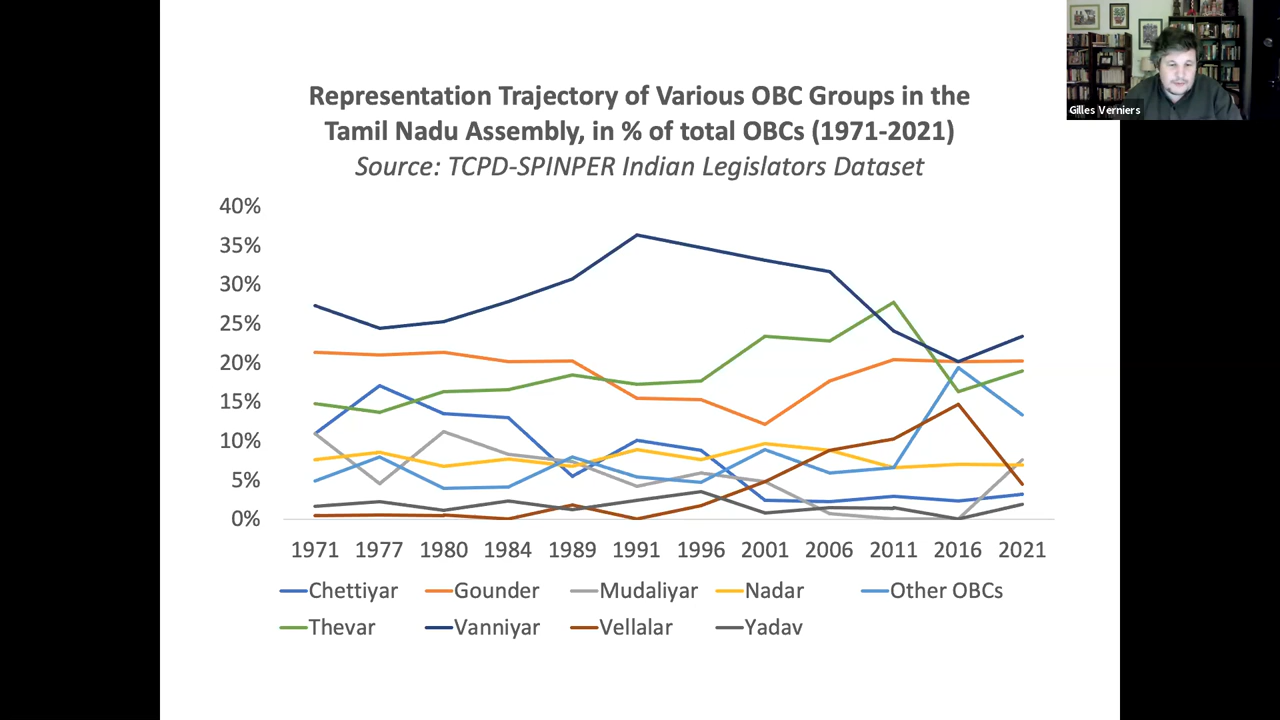 Gilles Verniers
Representation Trajectory of Various OBC Groups in the
Tamil Nadu Assembly, in % of total OBCs (1971-2021)
Source: TCPD-SPINPER Indian Legislators Dataset
40%
35%
30%
25%
20%
15%
10%
5%
0%
1971 1977 1980 1984 1989 1991 1996 2001 2006 2011 2016 2021
Chettiyar Gounder Mudaliyar Nadar Other OBCs
Thevar Vanniyar Vellalar Yadav